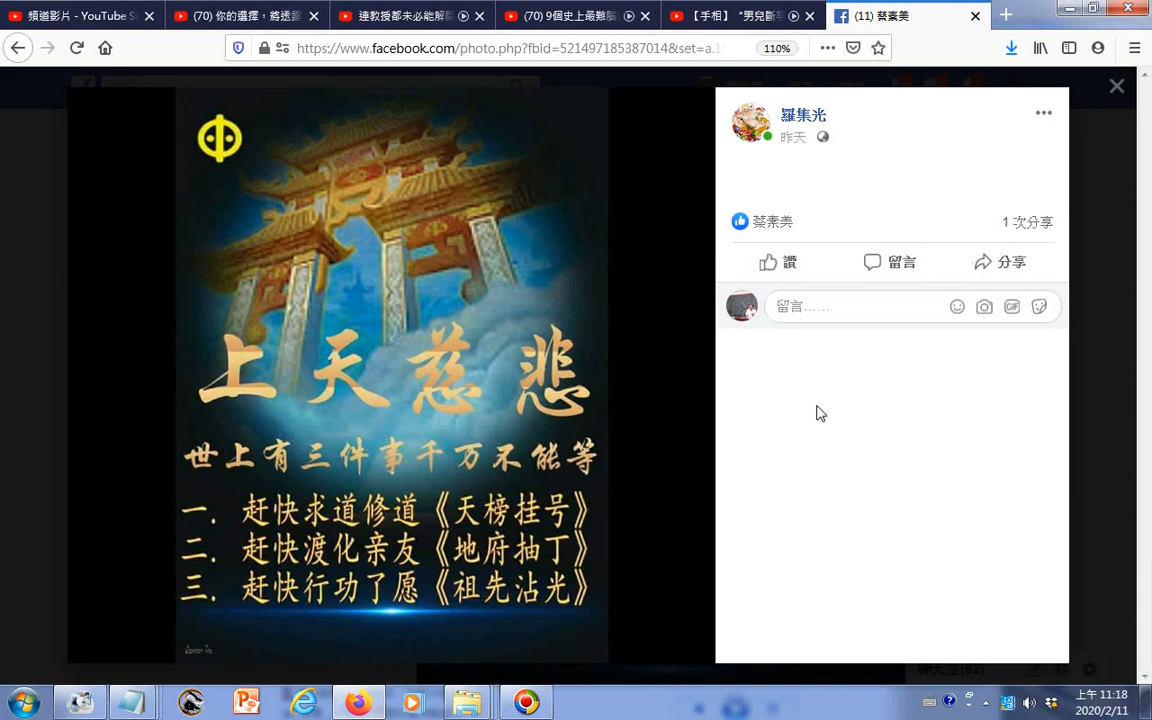 頻道影片 - YouTube St
(70) 你的選擇，將透露
連教授都未必能解開
(70) 9個史上最難腦
【手相】“男兒斷掌
(11) 蔡素美
https://www.facebook.com/photo.php?fbid=521497185387014&set=a.1
110%
上天慈悲
世上有三件事千万不能等
一. 赶快求道修道《天榜挂号》
二. 赶快渡化亲友《地府抽丁》
三. 赶快行功了愿《祖先沾光》
羅集光
昨天
蔡素美
1 次分享
讚
留言
分享
留言……
GIF
上午 11:18
2020/2/11